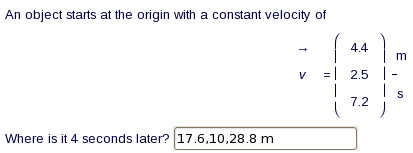 An object starts at the origin with a constant velocity of
→
v = ( 4.4
2.5
7.2 ) m
–
s
Where is it 4 seconds later? 17.6,10,28.8 m